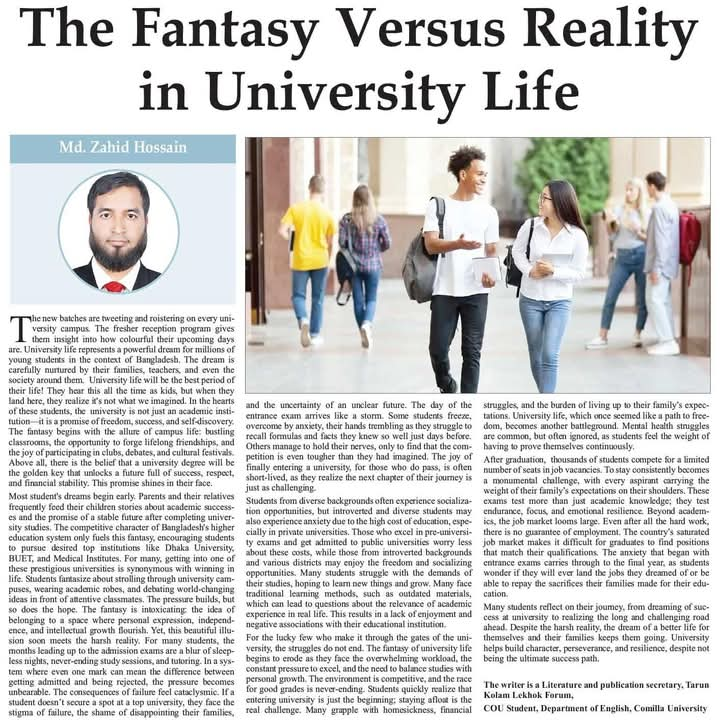 The Fantasy Versus Reality
in University Life
Md. Zahid Hossain
The new batches are tweeting and roistering on every uni-
versity campus. The fresher reception program gives
them insight into how colourful their upcoming days
are. University life represents a powerful dream for millions of
young students in the context of Bangladesh. The dream is
carefully nurtured by their families, teachers, and even the
society around them. University life will be the best period of
their life! They hear this all the time as kids, but when they
land here, they realize it's not what we imagined. In the hearts
of these students, the university is not just an academic insti-
tution—it is a promise of freedom, success, and self-discovery.
The fantasy begins with the allure of campus life: bustling
classrooms, the opportunity to forge lifelong friendships, and
the joy of participating in clubs, debates, and cultural festivals.
Above all, there is the belief that a university degree will be
the golden key that unlocks a future full of success, respect,
and financial stability. This promise shines in their face.
Most student's dreams begin early. Parents and their relatives
frequently feed their children stories about academic success-
es and the promise of a stable future after completing univer-
sity studies. The competitive character of Bangladesh's higher
education system only fuels this fantasy, encouraging students
to pursue desired top institutions like Dhaka University,
BUET, and Medical Institutes. For many, getting into one of
these prestigious universities is synonymous with winning in
life. Students fantasize about strolling through university cam-
puses, wearing academic robes, and debating world-changing
ideas in front of attentive classmates. The pressure builds, but
so does the hope. The fantasy is intoxicating: the idea of
belonging to a space where personal expression, independ-
ence, and intellectual growth flourish. Yet, this beautiful illu-
sion soon meets the harsh reality. For many students, the
months leading up to the admission exams are a blur of sleep-
less nights, never-ending study sessions, and tutoring. In a sys-
tem where even one mark can mean the difference between
getting admitted and being rejected, the pressure becomes
unbearable. The consequences of failure feel cataclysmic. If a
student doesn't secure a spot at a top university, they face the
stigma of failure, the shame of disappointing their families,
and the uncertainty of an unclear future. The day of the
entrance exam arrives like a storm. Some students freeze,
overcome by anxiety, their hands trembling as they struggle to
recall formulas and facts they knew so well just days before.
Others manage to hold their nerves, only to find that the com-
petition is even tougher than they had imagined. The joy of
finally entering a university, for those who do pass, is often
short-lived, as they realize the next chapter of their journey is
just as challenging.
Students from diverse backgrounds often experience socializa-
tion opportunities, but introverted and diverse students may
also experience anxiety due to the high cost of education, espe-
cially in private universities. Those who excel in pre-universi-
ty exams and get admitted to public universities worry less
about these costs, while those from introverted backgrounds
and various districts may enjoy the freedom and socializing
opportunities. Many students struggle with the demands of
their studies, hoping to learn new things and grow. Many face
traditional learning methods, such as outdated materials,
which can lead to questions about the relevance of academic
experience in real life. This results in a lack of enjoyment and
negative associations with their educational institution.
For the lucky few who make it through the gates of the uni-
versity, the struggles do not end. The fantasy of university life
begins to erode as they face the overwhelming workload, the
constant pressure to excel, and the need to balance studies with
personal growth. The environment is competitive, and the race
for good grades is never-ending. Students quickly realize that
entering university is just the beginning; staying afloat is the
real challenge. Many grapple with homesickness, financial
struggles, and the burden of living up to their family's expec-
tations. University life, which once seemed like a path to free-
dom, becomes another battleground. Mental health struggles
are common, but often ignored, as students feel the weight of
having to prove themselves continuously.
After graduation, thousands of students compete for a limited
number of seats in job vacancies. To stay consistently becomes
a monumental challenge, with every aspirant carrying the
weight of their family's expectations on their shoulders. These
exams test more than just academic knowledge; they test
endurance, focus, and emotional resilience. Beyond academ-
ics, the job market looms large. Even after all the hard work,
there is no guarantee of employment. The country's saturated
job market makes it difficult for graduates to find positions
that match their qualifications. The anxiety that began with
entrance exams carries through to the final year, as students
wonder if they will ever land the jobs they dreamed of or be
able to repay the sacrifices their families made for their edu-
cation.
Many students reflect on their journey, from dreaming of suc-
cess at university to realizing the long and challenging road
ahead. Despite the harsh reality, the dream of a better life for
themselves and their families keeps them going. University
helps build character, perseverance, and resilience, despite not
being the ultimate success path.
The writer is a Literature and publication secretary, Tarun
Kolam Lekhok Forum,
COU Student, Department of English, Comilla University